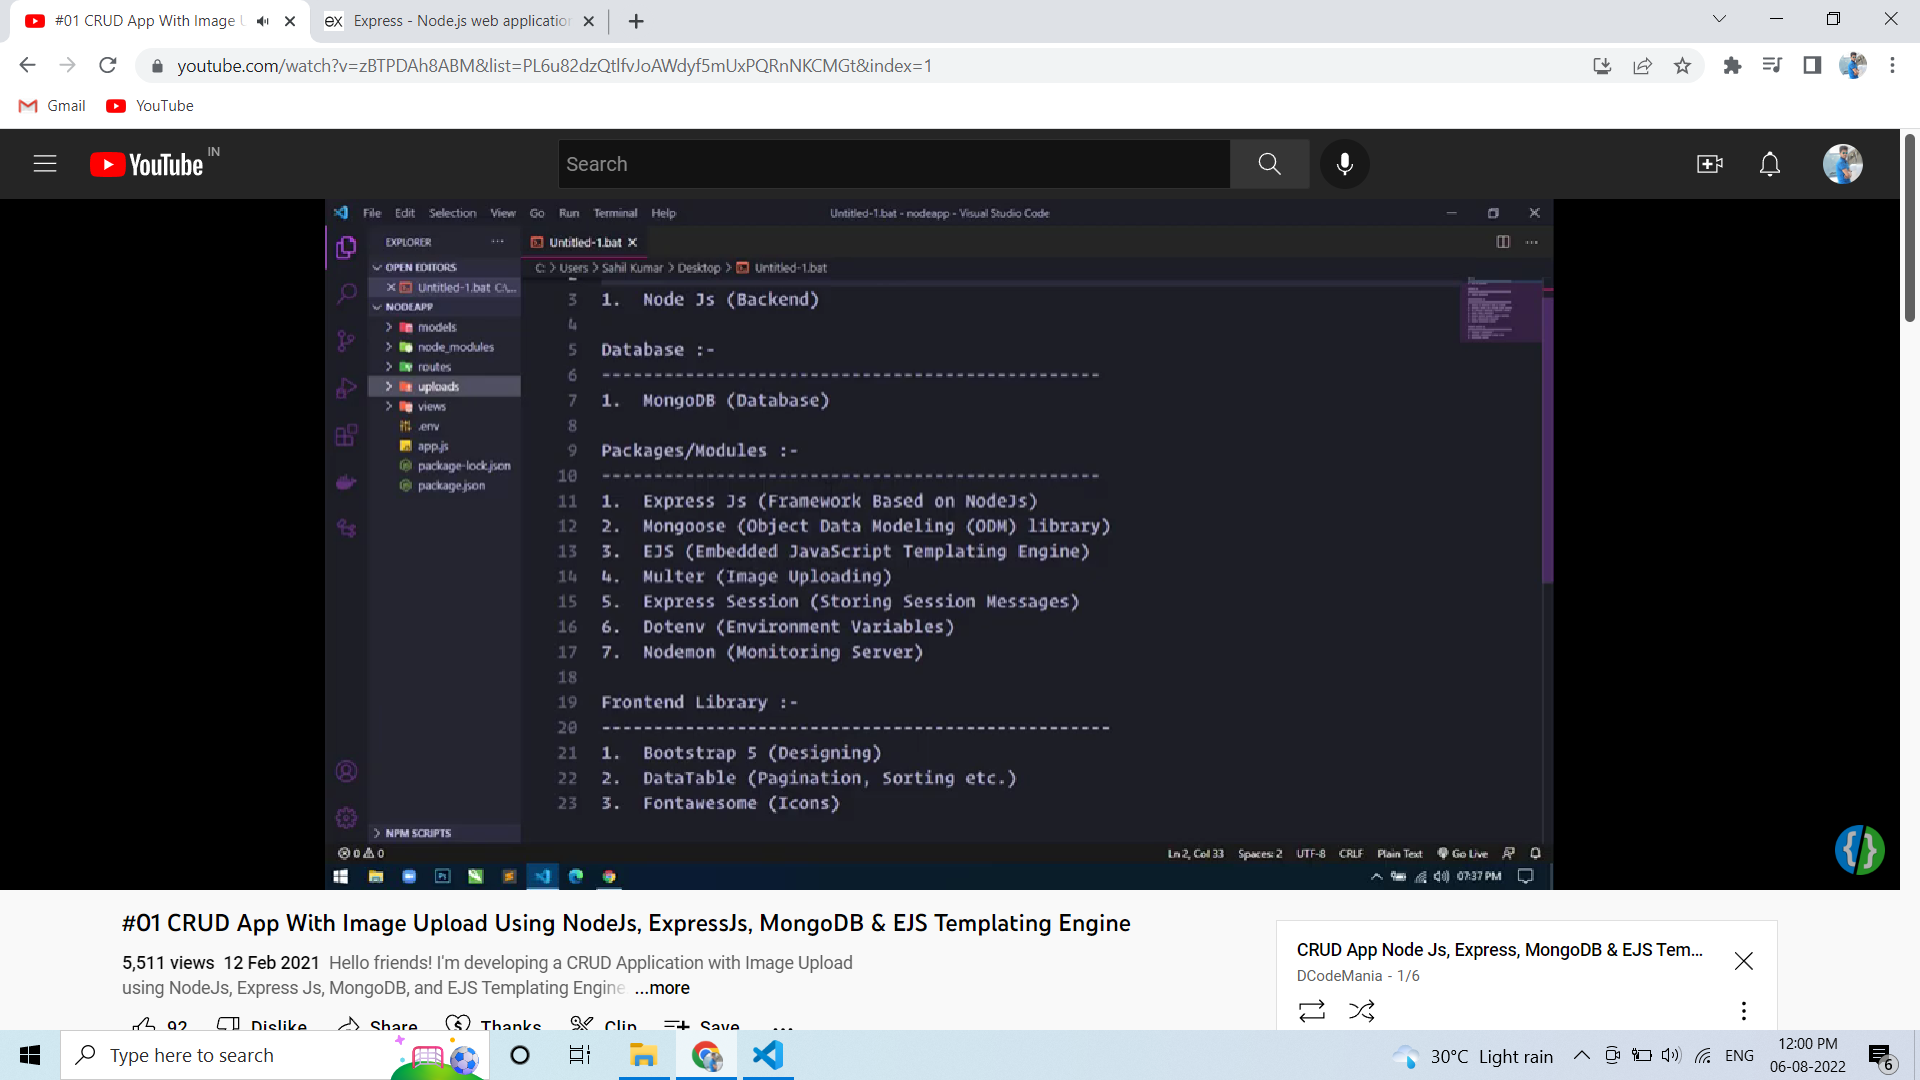 #01 CRUD App With Image U
Express - Node.js web application
youtube.com/watch?v=zBTPDAh8ABM&list=PL6u82dzQtlfvJoAWdyf5mUxPQRnNKCMGt&index=1
Gmail YouTube
YouTube IN
Search
File Edit Selection View Go Run Terminal Help Untitled-1.bat - nodeapp - Visual Studio Code
EXPLORER
Untitled-1.bat
OPEN EDITORS
C: > Users > Sahil Kumar > Desktop > Untitled-1.bat
Untitled-1.bat C:\...
NODEAPP
models
node_modules
routes
uploads
views
.env
app.js
package-lock.json
package.json
NPM SCRIPTS
3 1. Node Js (Backend)
4
5 Database :-
6 ------------------------------------------------
7 1. MongoDB (Database)
8
9 Packages/Modules :-
10 ------------------------------------------------
11 1. Express Js (Framework Based on NodeJs)
12 2. Mongoose (Object Data Modeling (ODM) library)
13 3. EJS (Embedded JavaScript Templating Engine)
14 4. Multer (Image Uploading)
15 5. Express Session (Storing Session Messages)
16 6. Dotenv (Environment Variables)
17 7. Nodemon (Monitoring Server)
18
19 Frontend Library :-
20 -------------------------------------------------
21 1. Bootstrap 5 (Designing)
22 2. DataTable (Pagination, Sorting etc.)
23 3. Fontawesome (Icons)
0 0 Ln 2, Col 33 Spaces: 2 UTF-8 CRLF Plain Text Go Live
07:37 PM
#01 CRUD App With Image Upload Using NodeJs, ExpressJs, MongoDB & EJS Templating Engine
5,511 views 12 Feb 2021 Hello friends! I'm developing a CRUD Application with Image Upload
using NodeJs, Express Js, MongoDB, and EJS Templating Engine ...more
92 Dislike Share Thanks Clip Save ...
CRUD App Node Js, Express, MongoDB & EJS Tem...
DCodeMania - 1/6
Type here to search
30°C Light rain
ENG
12:00 PM
06-08-2022
6